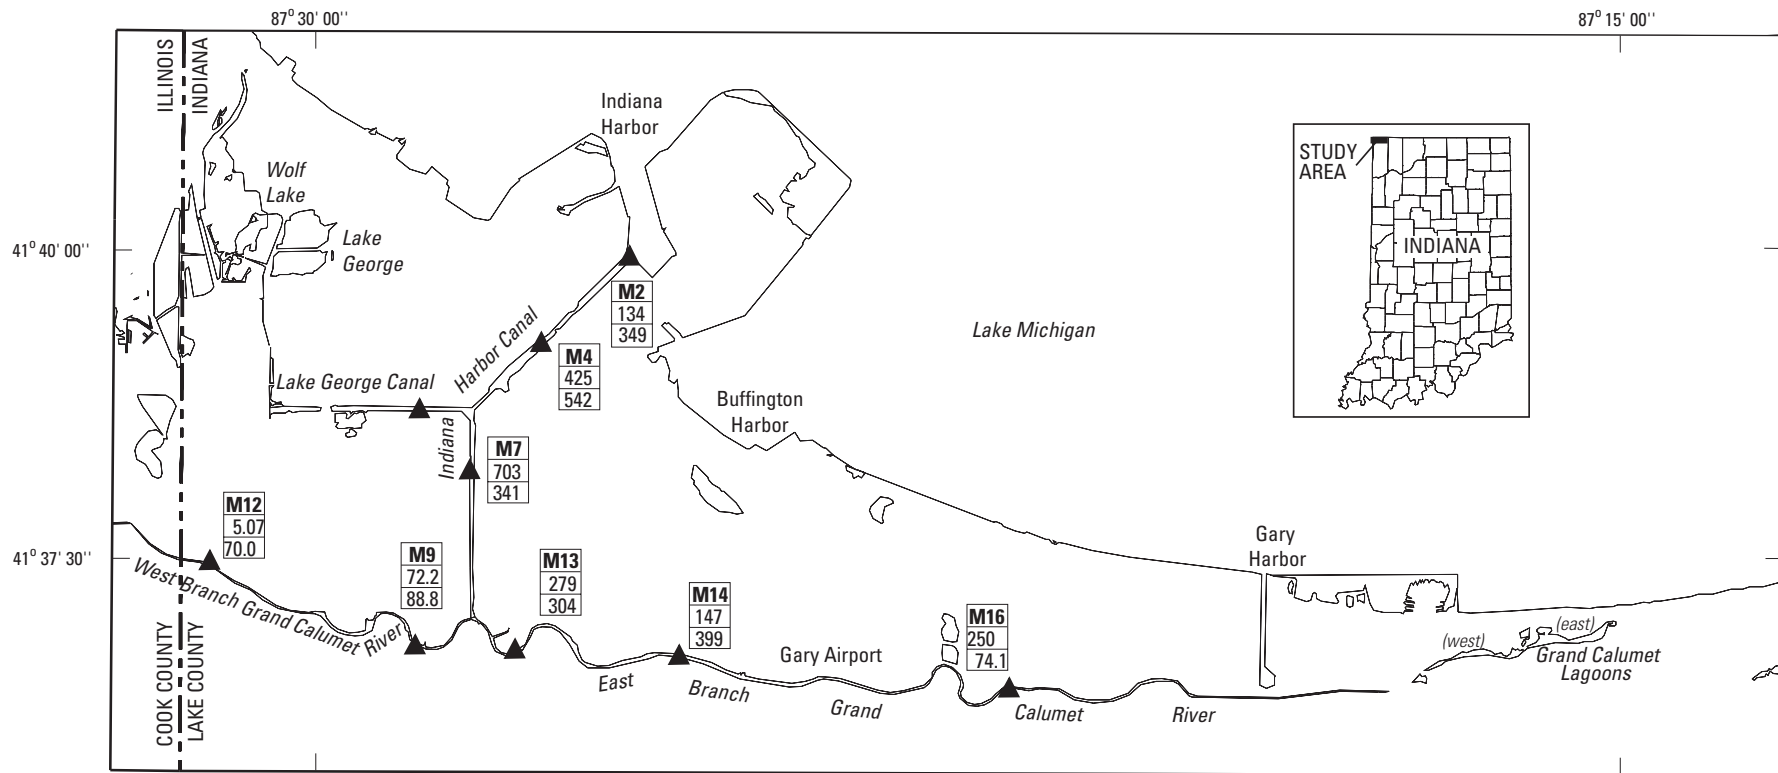 87° 30' 00''
87° 15' 00''
ILLINOIS
INDIANA
Indiana
Harbor
STUDY
AREA
INDIANA
Wolf
Lake
Lake
George
41° 40' 00''
M2
134
349
Lake Michigan
Harbor Canal
M4
425
542
Lake George Canal
Buffington
Harbor
Indiana
M7
703
341
M12
5.07
70.0
Gary
Harbor
41° 37' 30''
West Branch Grand Calumet River
M9
72.2
88.8
M13
279
304
M14
147
399
M16
250
74.1
(west)
(east)
Grand Calumet
Lagoons
Gary Airport
East Branch Grand Calumet River
COOK COUNTY
LAKE COUNTY